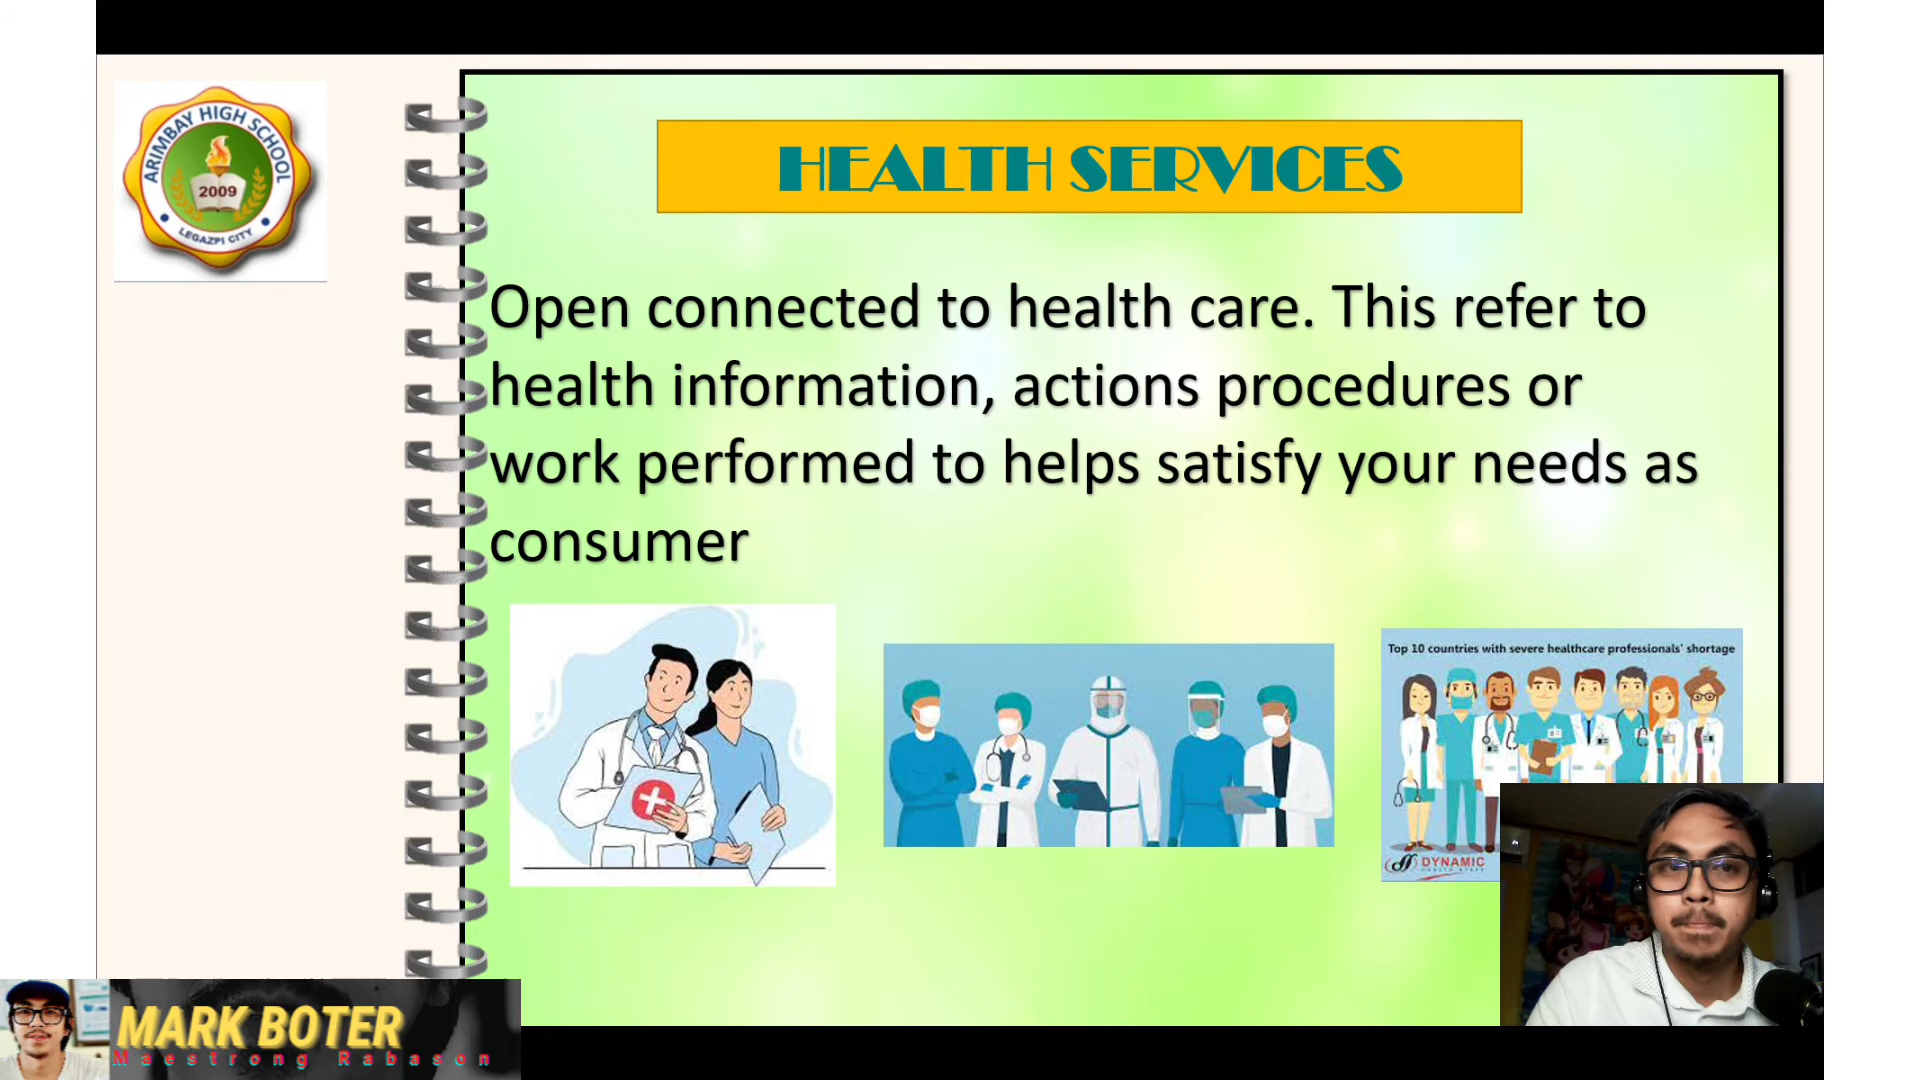 ARIMBAY HIGH SCHOOL
2009
LEGAZPI CITY
HEALTH SERVICES
Open connected to health care. This refer to
health information, actions procedures or
work performed to helps satisfy your needs as
consumer
Top 10 countries with severe healthcare professionals' shortage
DYNAMIC
HEALTH STAFF
MARK BOTER
Maestrong Rabason